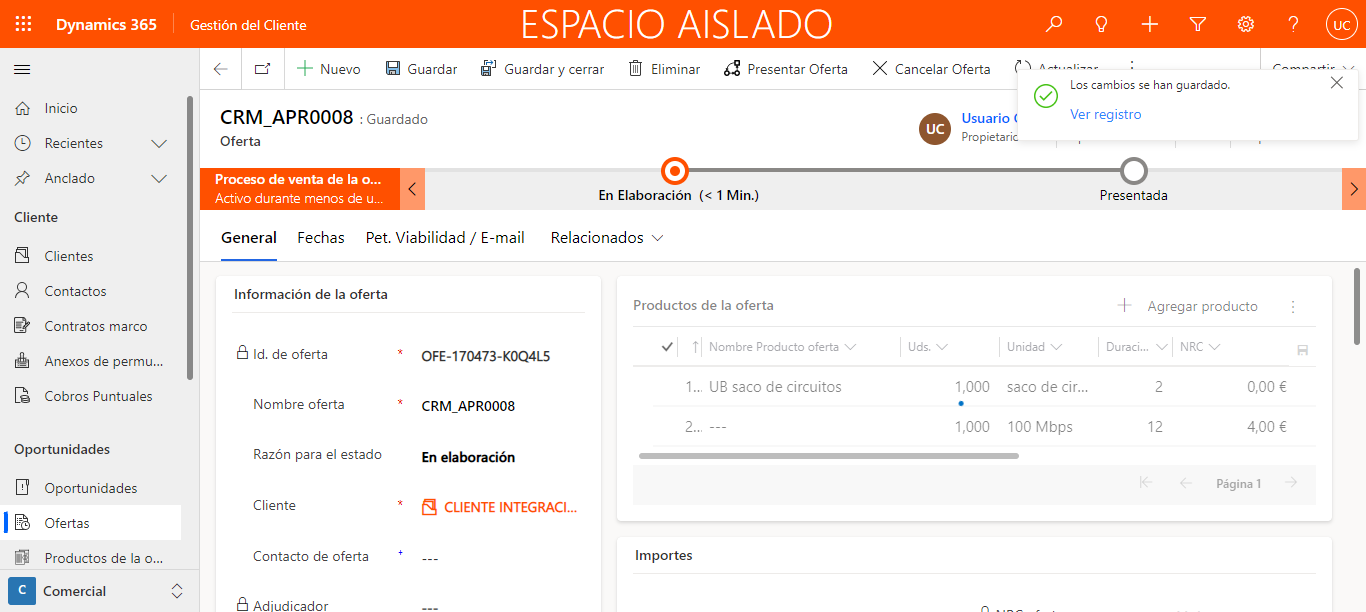 Dynamics 365
Gestión del Cliente
ESPACIO AISLADO
UC
Nuevo
Guardar
Guardar y cerrar
Eliminar
Presentar Oferta
Cancelar Oferta
Actualizar
Compartir
Los cambios se han guardado.
Ver registro
Inicio
Recientes
Anclado
Cliente
Clientes
Contactos
Contratos marco
Anexos de permu...
Cobros Puntuales
Oportunidades
Oportunidades
Ofertas
Productos de la o...
C Comercial
CRM_APR0008 : Guardado
Oferta
UC
Usuario
Propietario
Proceso de venta de la o...
Activo durante menos de u...
En Elaboración (< 1 Min.)
Presentada
General
Fechas
Pet. Viabilidad / E-mail
Relacionados
Información de la oferta
Id. de oferta * OFE-170473-K0Q4L5
Nombre oferta * CRM_APR0008
Razón para el estado En elaboración
Cliente * CLIENTE INTEGRACI...
Contacto de oferta + ---
Adjudicador ---
Productos de la oferta
Agregar producto
Nombre Producto oferta Uds. Unidad Duraci... NRC
1... UB saco de circuitos 1,000 saco de cir... 2 0,00 €
2... --- 1,000 100 Mbps 12 4,00 €
Página 1
Importes